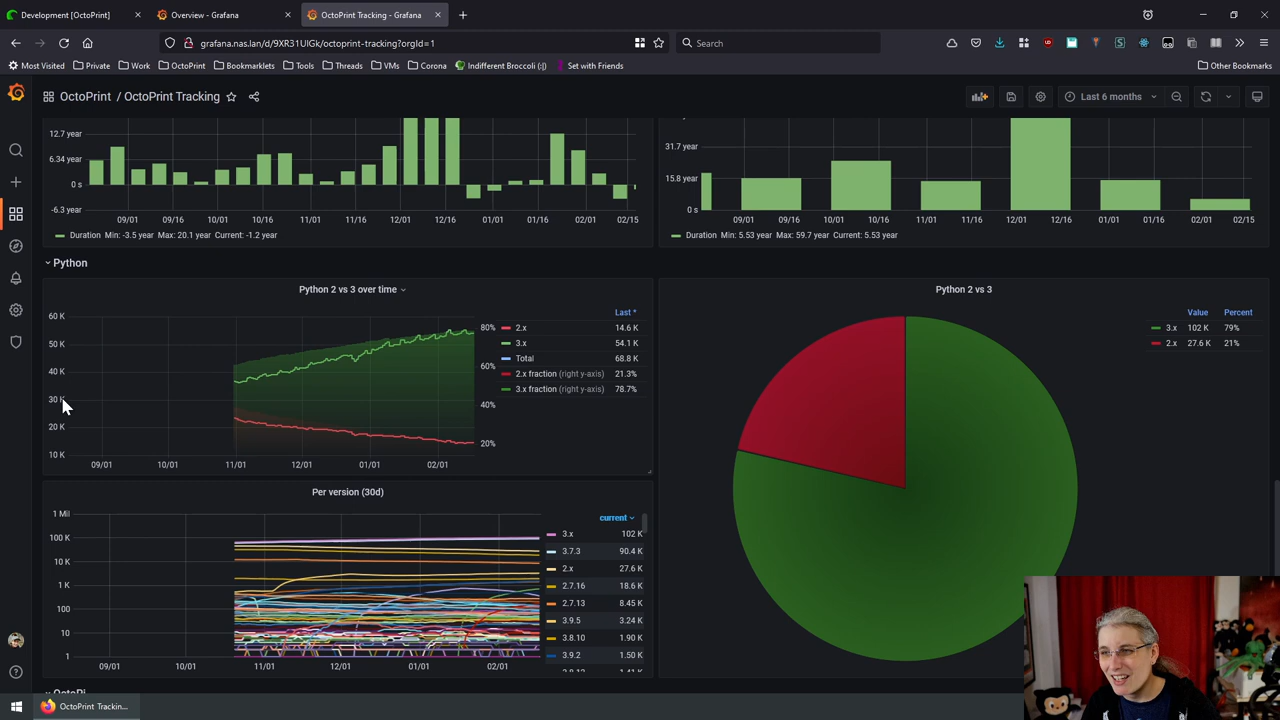 Development [OctoPrint]
Overview - Grafana
OctoPrint Tracking - Grafana
grafana.nas.lan/d/9XR31UIGk/octoprint-tracking?orgId=1
Search
Most Visited
Private
Work
OctoPrint
Bookmarklets
Tools
Threads
VMs
Corona
Indifferent Broccoli (:|)
Set with Friends
Other Bookmarks
OctoPrint / OctoPrint Tracking
Last 6 months
12.7 year
6.34 year
0 s
-6.3 year
09/01 09/16 10/01 10/16 11/01 11/16 12/01 12/16 01/01 01/16 02/01 02/15
Duration Min: -3.5 year Max: 20.1 year Current: -1.2 year
31.7 year
15.8 year
0 s
09/01 09/16 10/01 10/16 11/01 11/16 12/01 12/16 01/01 01/16 02/01 02/15
Duration Min: 5.53 year Max: 59.7 year Current: 5.53 year
Python
Python 2 vs 3 over time
60 K
50 K
40 K
30 K
20 K
10 K
09/01 10/01 11/01 12/01 01/01 02/01
80%
60%
40%
20%
Last *
2.x 14.6 K
3.x 54.1 K
Total 68.8 K
2.x fraction (right y-axis) 21.3%
3.x fraction (right y-axis) 78.7%
Python 2 vs 3
Value Percent
3.x 102 K 79%
2.x 27.6 K 21%
Per version (30d)
1 Mil
100 K
10 K
1 K
100
10
1
09/01 10/01 11/01 12/01 01/01 02/01
current
3.x 102 K
3.7.3 90.4 K
2.x 27.6 K
2.7.16 18.6 K
2.7.13 8.45 K
3.9.5 3.24 K
3.8.10 1.90 K
3.9.2 1.50 K
OctoPi
OctoPrint Trackin...